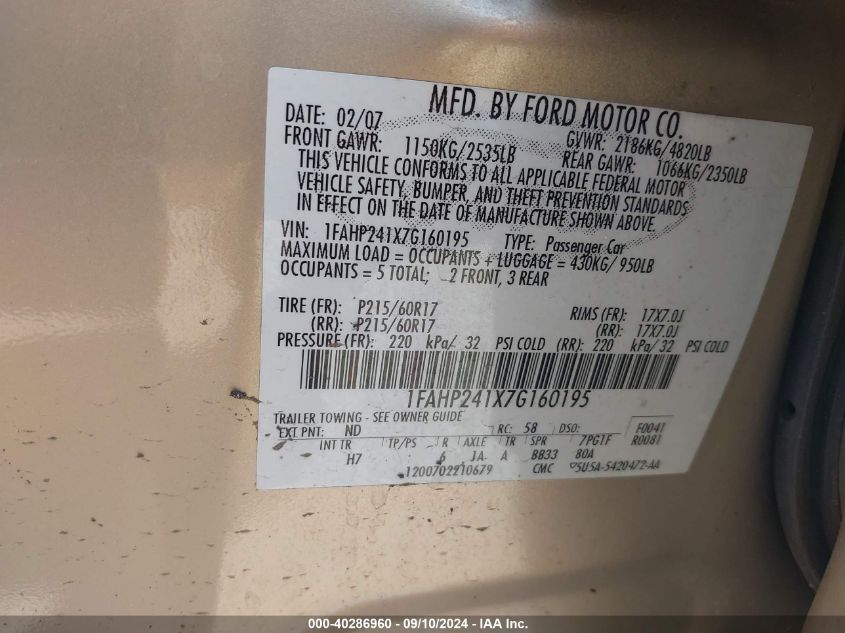 MFD. BY FORD MOTOR CO.
DATE: 02/07 GVWR: 2186KG/4820LB
FRONT GAWR: 1150KG/2535LB REAR GAWR: 1066KG/2350LB
THIS VEHICLE CONFORMS TO ALL APPLICABLE FEDERAL MOTOR
VEHICLE SAFETY, BUMPER, AND THEFT PREVENTION STANDARDS
IN EFFECT ON THE DATE OF MANUFACTURE SHOWN ABOVE.
VIN: 1FAHP241X7G160195 TYPE: Passenger Car
MAXIMUM LOAD = OCCUPANTS + LUGGAGE = 430KG/ 950LB
OCCUPANTS = 5 TOTAL; 2 FRONT, 3 REAR
TIRE (FR): P215/60R17 RIMS (FR): 17X7.0J
(RR): P215/60R17 (RR): 17X7.0J
PRESSURE (FR): 220 kPa/ 32 PSI COLD (RR): 220 kPa/ 32 PSI COLD
1FAHP241X7G160195
TRAILER TOWING - SEE OWNER GUIDE
EXT PNT: ND RC: 58 DSO: F0041
INT TR TP/PS R AXLE TR SPR 7PGTF R0081
H7 6 JA A BB33 80A
1200702210679 CMC 5U5A-5420472-AA
000-40286960 - 09/10/2024 - IAA Inc.